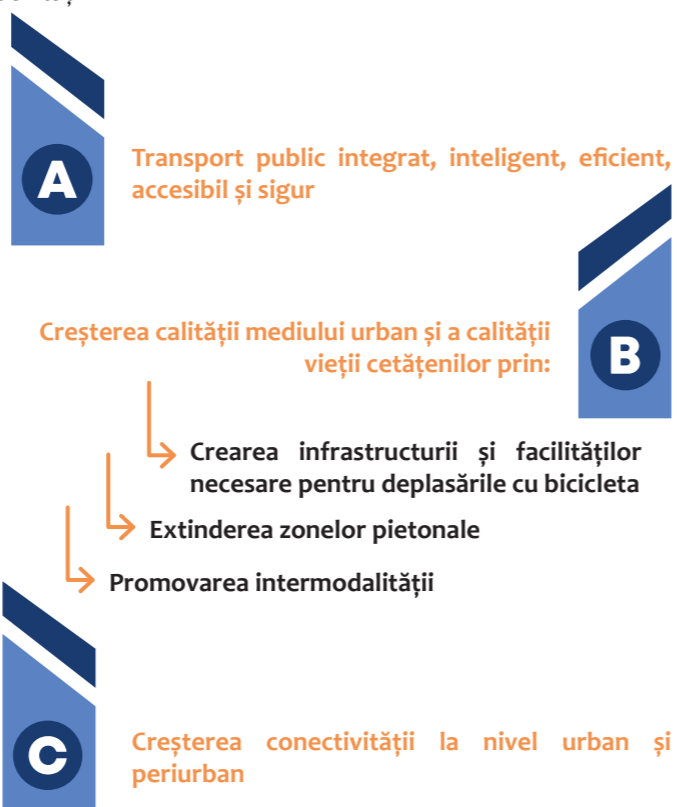 A
Transport public integrat, inteligent, eficient,
accesibil și sigur
Creșterea calității mediului urban și a calității
vieții cetățenilor prin:
B
Crearea infrastructurii și facilităților
necesare pentru deplasările cu bicicleta
Extinderea zonelor pietonale
Promovarea intermodalității
C
Creșterea conectivității la nivel urban și
periurban